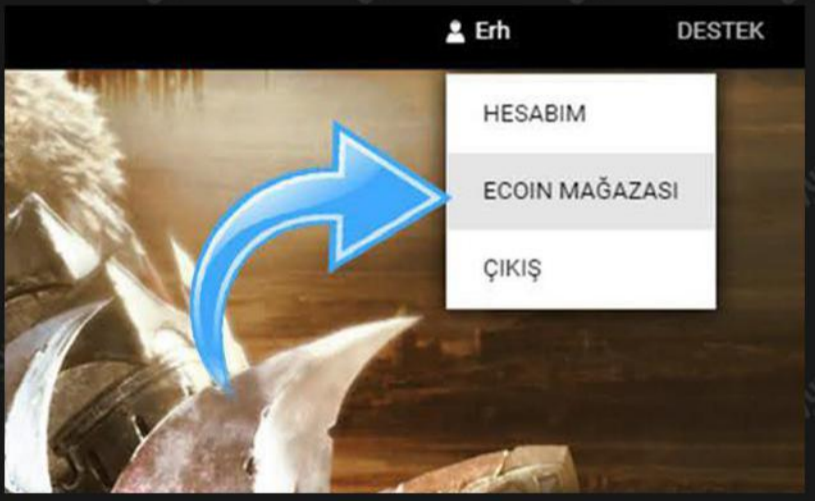 Erh
DESTEK
HESABIM
ECOIN MAĞAZASI
ÇIKIŞ